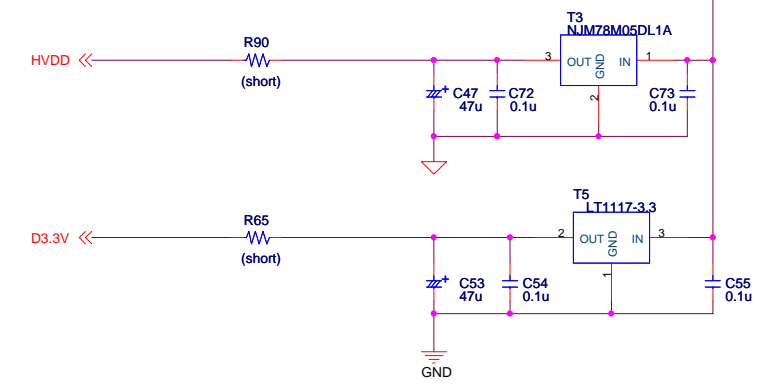 T3
NJM78M05DL1A
R90
HVDD
(short)
3
OUT
GND
IN
1
2
C47
47u
C72
0.1u
C73
0.1u
T5
LT1117-3.3
R65
D3.3V
(short)
2
OUT
GND
IN
3
1
C53
47u
C54
0.1u
C55
0.1u
GND